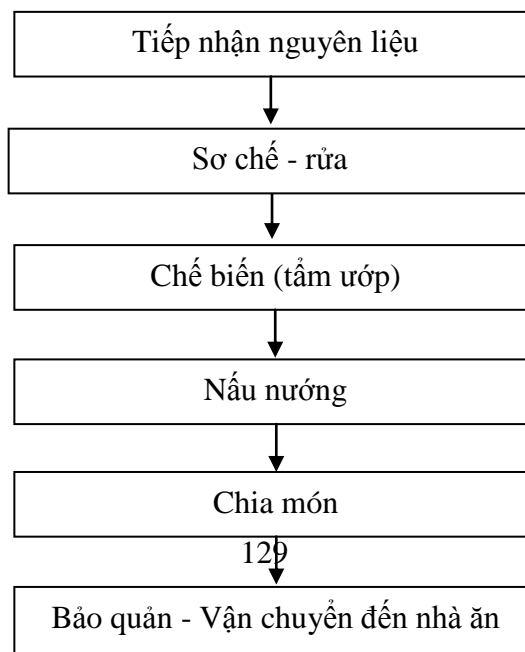 Tiếp nhận nguyên liệu
Sơ chế - rửa
Chế biến (tẩm ướp)
Nấu nướng
Chia món
129
Bảo quản - Vận chuyển đến nhà ăn